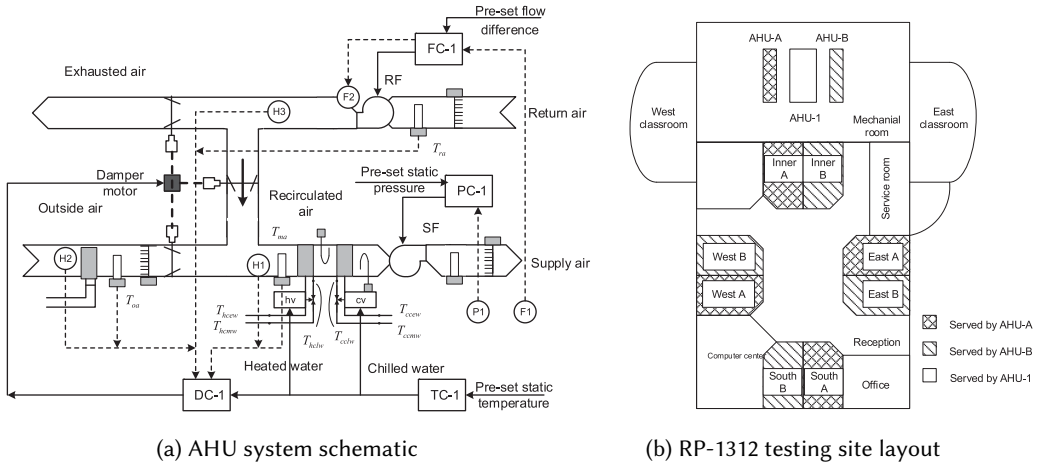 Pre-set flow
difference
FC-1
Exhausted air
RF
F2
H3
Return air
T_ra
Damper
motor
Pre-set static
pressure
PC-1
Recirculated
air
Outside air
T_ma
SF
H2
H1
Supply air
T_oa
hv
cv
P1
F1
T_hcew
T_hcmw
T_ccew
T_ccmw
T_hclw
T_cclw
Heated water
Chilled water
DC-1
TC-1
Pre-set static
temperature
(a) AHU system schematic
AHU-A
AHU-B
West
classroom
East
classroom
AHU-1
Mechanial
room
Inner
A
Inner
B
Service room
West B
East A
West A
East B
Served by AHU-A
Computer center
Reception
Served by AHU-B
South
B
South
A
Office
Served by AHU-1
(b) RP-1312 testing site layout